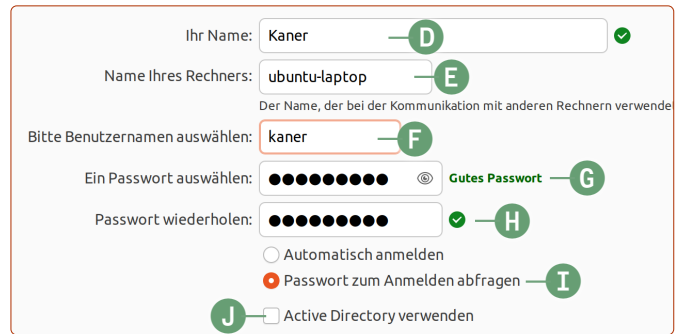 Ihr Name: Kaner D
Name Ihres Rechners: ubuntu-laptop E
Der Name, der bei der Kommunikation mit anderen Rechnern verwendet
Bitte Benutzernamen auswählen: kaner F
Ein Passwort auswählen: ●●●●●●●●● Gutes Passwort G
Passwort wiederholen: ●●●●●●●●● H
Automatisch anmelden
Passwort zum Anmelden abfragen I
J Active Directory verwenden